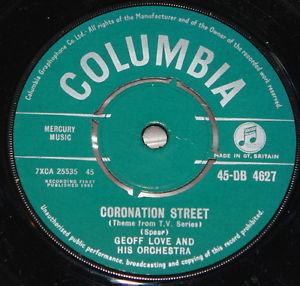 All rights of the Manufacturer and of the owner of the recorded work reserved
Columbia Graphophone Co. Ltd.
COLUMBIA
MERCURY
MUSIC
MADE IN GT. BRITAIN
7XCA 25535 45
45-DB 4627
RECORDING FIRST
PUBLISHED 1961
CORONATION STREET
(Theme from T.V. Series)
(Spear)
GEOFF LOVE AND
HIS ORCHESTRA
Unauthorised public performance, broadcasting and copying of this record prohibited